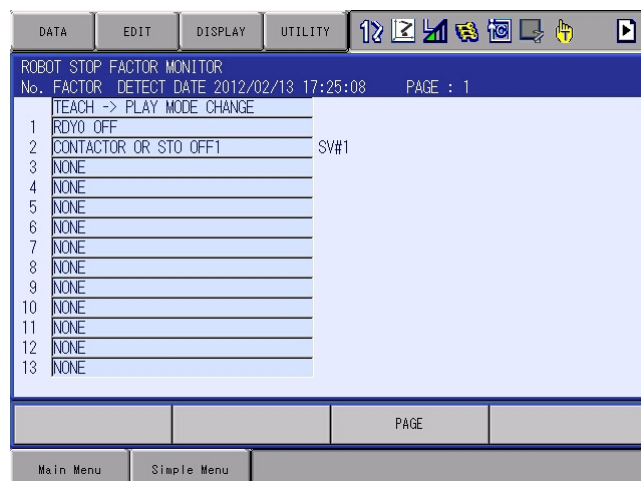 DATA EDIT DISPLAY UTILITY
ROBOT STOP FACTOR MONITOR
No. FACTOR DETECT DATE 2012/02/13 17:25:08 PAGE : 1
TEACH -> PLAY MODE CHANGE
1 RDY0 OFF
2 CONTACTOR OR STO OFF1 SV#1
3 NONE
4 NONE
5 NONE
6 NONE
7 NONE
8 NONE
9 NONE
10 NONE
11 NONE
12 NONE
13 NONE
PAGE
Main Menu Simple Menu